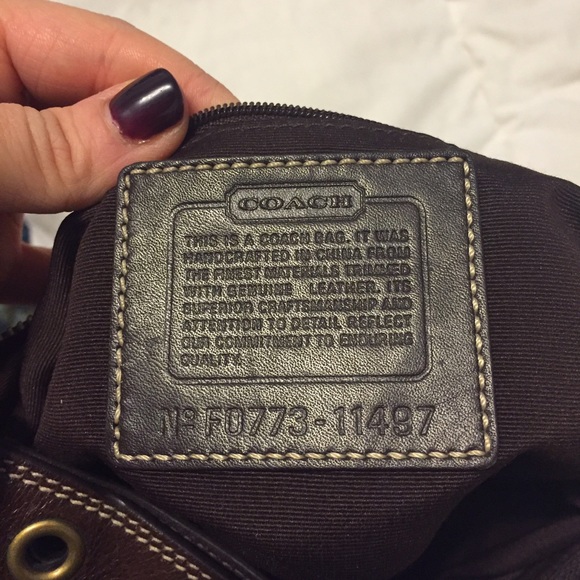 COACH
THIS IS A COACH BAG. IT WAS
HANDCRAFTED IN CHINA FROM
THE FINEST MATERIALS TRIMMED
WITH GENUINE LEATHER. ITS
SUPERIOR CRAFTSMANSHIP AND
ATTENTION TO DETAIL REFLECT
OUR COMMITMENT TO ENDURING
QUALITY.
Nº F0773-11497